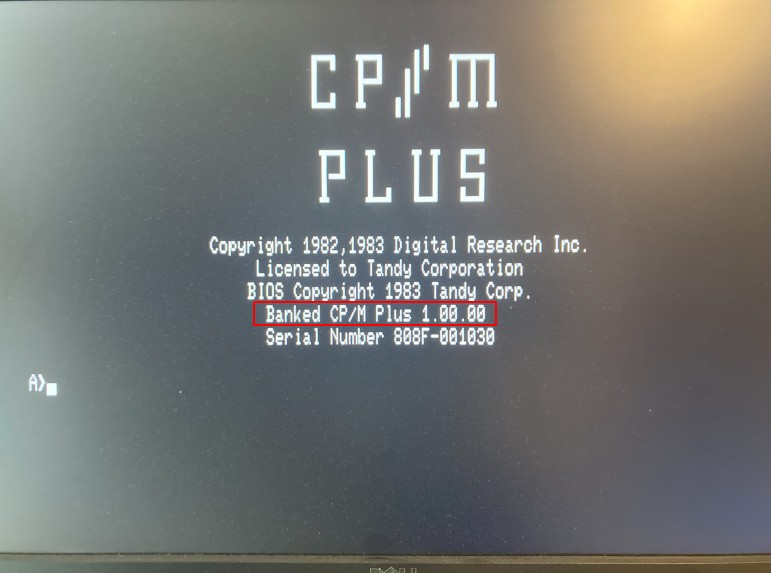 CP/M
PLUS
Copyright 1982,1983 Digital Research Inc.
Licensed to Tandy Corporation
BIOS Copyright 1983 Tandy Corp.
Banked CP/M Plus 1.00.00
Serial Number 808F-001030
A>